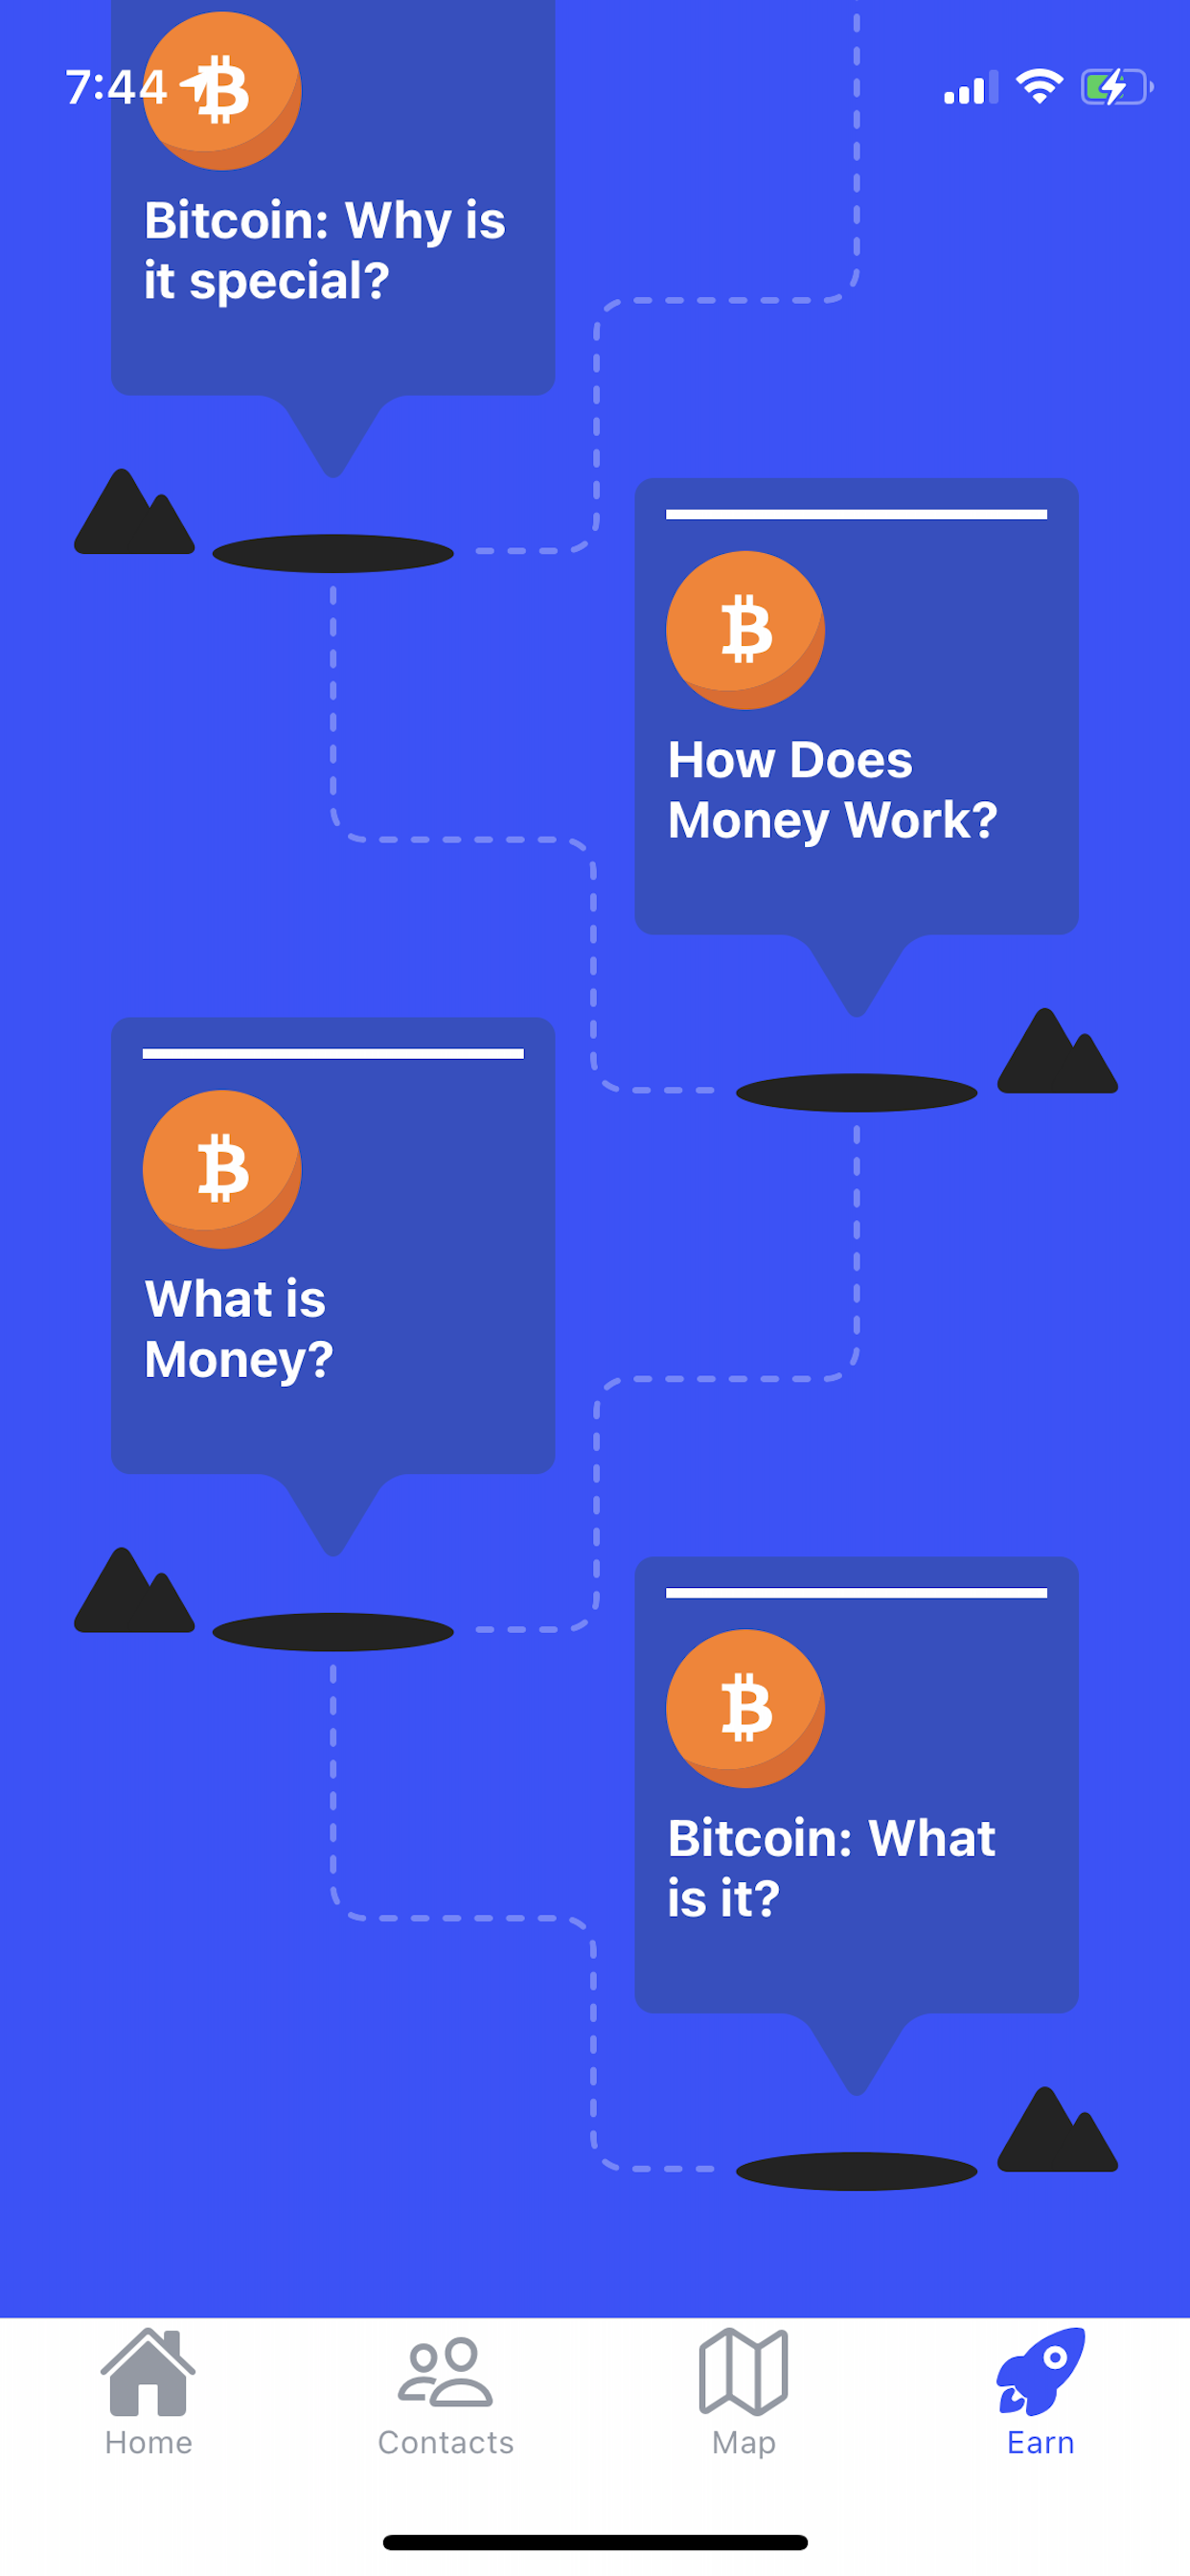 7:44
Bitcoin: Why is
it special?
How Does
Money Work?
What is
Money?
Bitcoin: What
is it?
Home
Contacts
Map
Earn